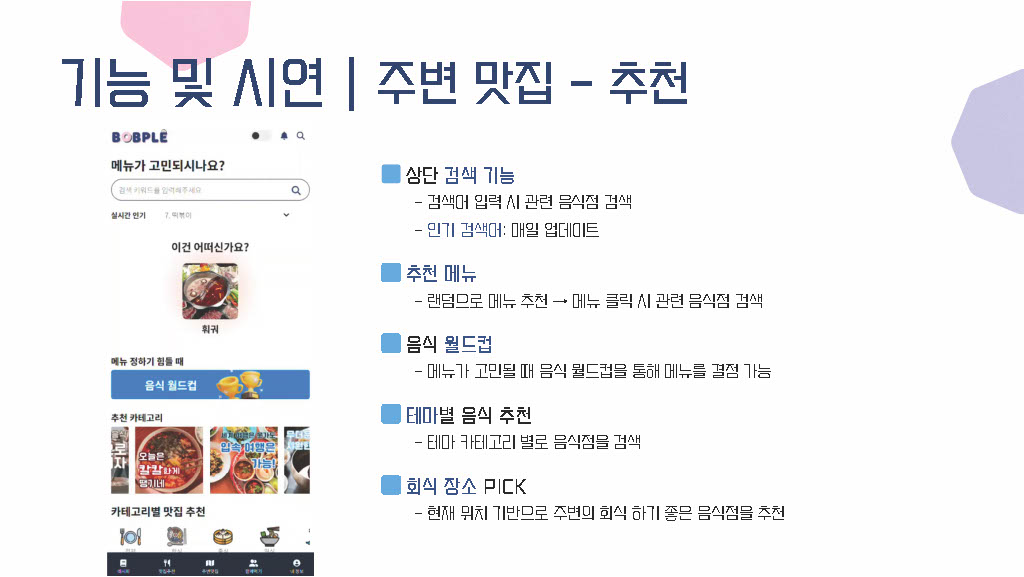 기능 및 시연 | 주변 맛집 - 추천
BOBPLE
메뉴가 고민되시나요?
검색 키워드를 입력해주세요
실시간 인기 7. 떡볶이
이건 어떠신가요?
훠궈
메뉴 정하기 힘들 때
음식 월드컵
추천 카테고리
오늘은
칼칼하게
땡기네
입속 여행은
가능!
카테고리별 맛집 추천
레시피 맛집추천 주변맛집 함께먹기 내 정보
상단 검색 기능
- 검색어 입력 시 관련 음식점 검색
- 인기 검색어: 매일 업데이트
추천 메뉴
- 랜덤으로 메뉴 추천 → 메뉴 클릭 시 관련 음식점 검색
음식 월드컵
- 메뉴가 고민될 때 음식 월드컵을 통해 메뉴를 결정 가능
테마별 음식 추천
- 테마 카테고리 별로 음식점을 검색
회식 장소 PICK
- 현재 위치 기반으로 주변의 회식 하기 좋은 음식점을 추천